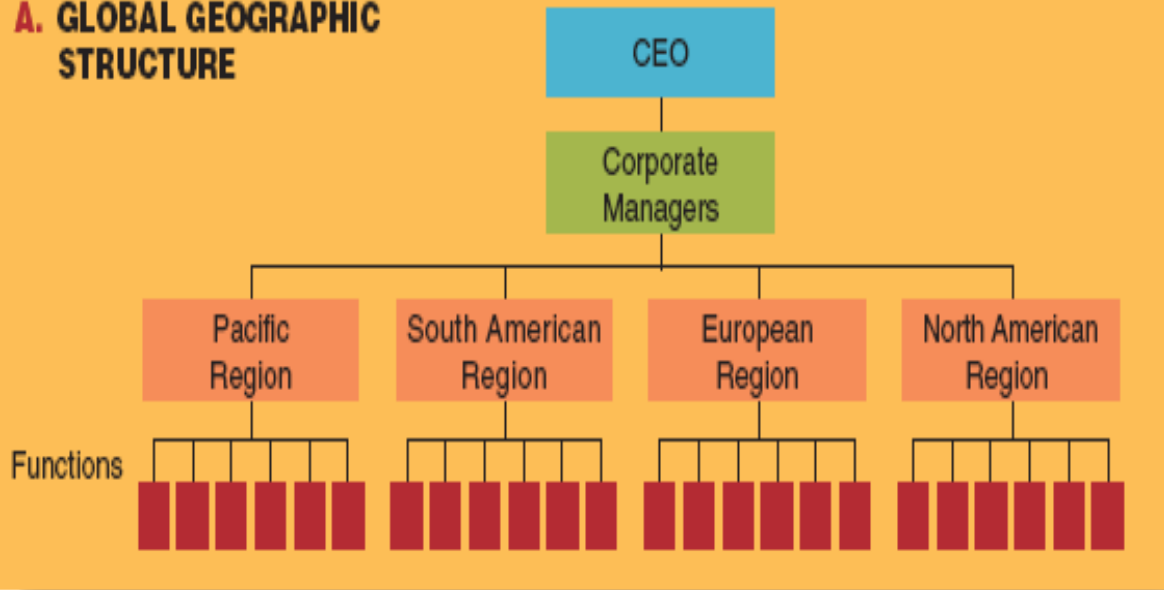 A. GLOBAL GEOGRAPHIC
STRUCTURE
CEO
Corporate
Managers
Pacific
Region
South American
Region
European
Region
North American
Region
Functions